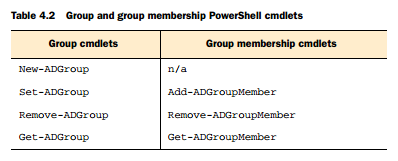 Table 4.2 Group and group membership PowerShell cmdlets
Group cmdlets Group membership cmdlets
New-ADGroup n/a
Set-ADGroup Add-ADGroupMember
Remove-ADGroup Remove-ADGroupMember
Get-ADGroup Get-ADGroupMember